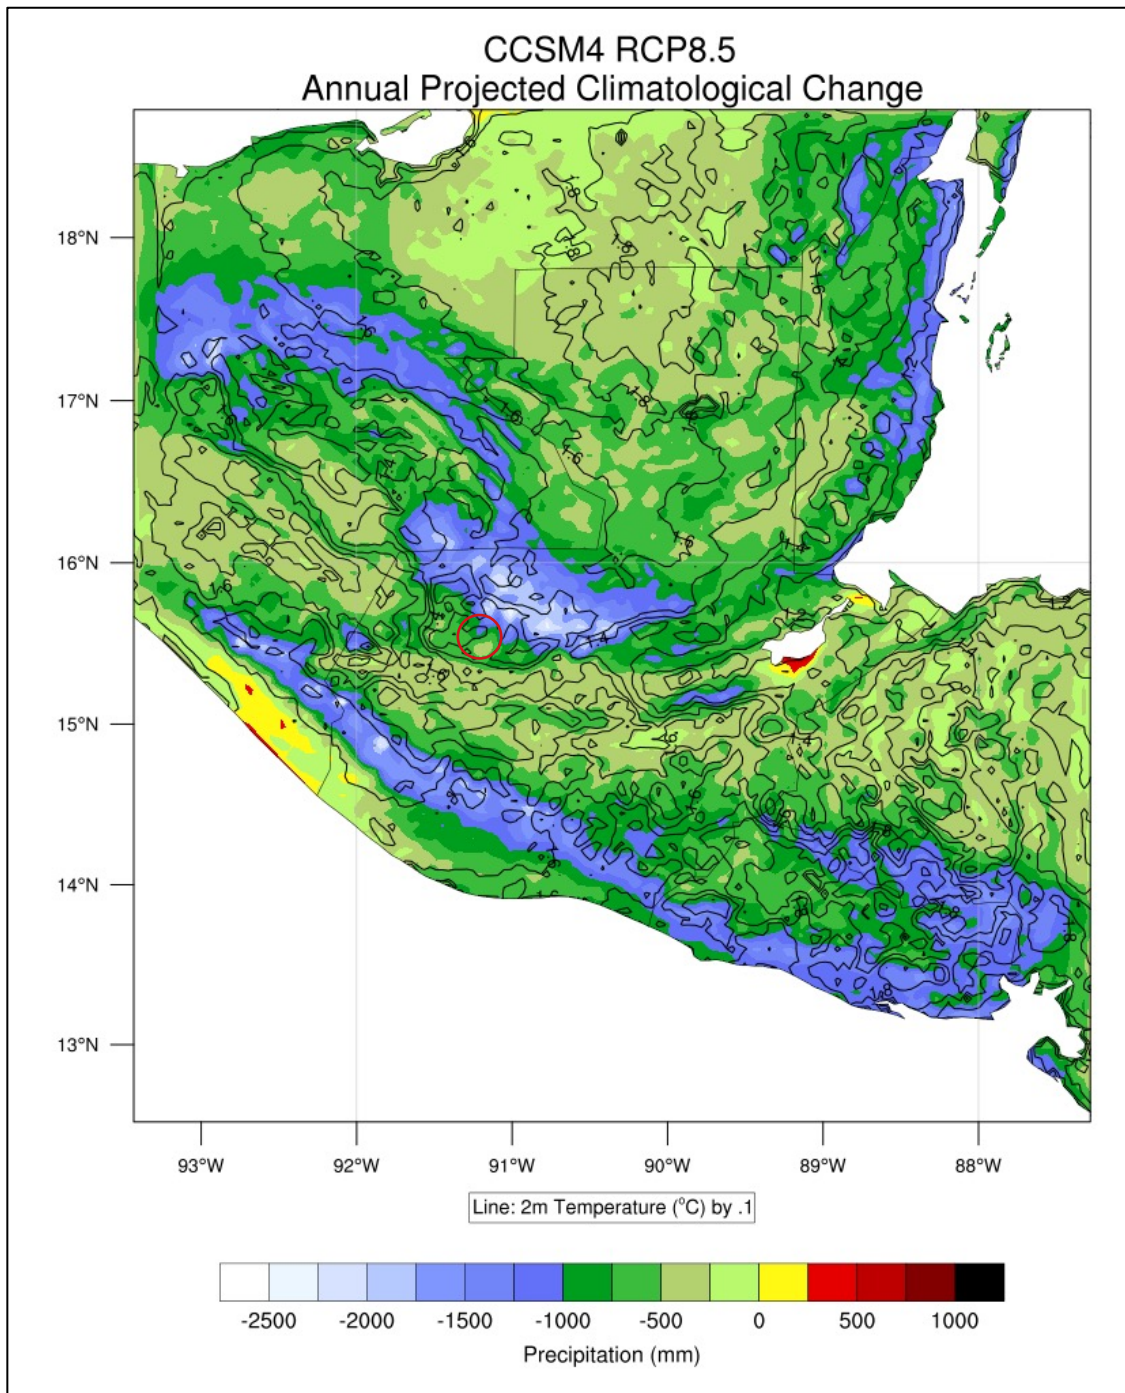 CCSM4 RCP8.5
Annual Projected Climatological Change
18°N
17°N
16°N
15°N
14°N
13°N
93°W 92°W 91°W 90°W 89°W 88°W
Line: 2m Temperature (°C) by .1
-2500 -2000 -1500 -1000 -500 0 500 1000
Precipitation (mm)